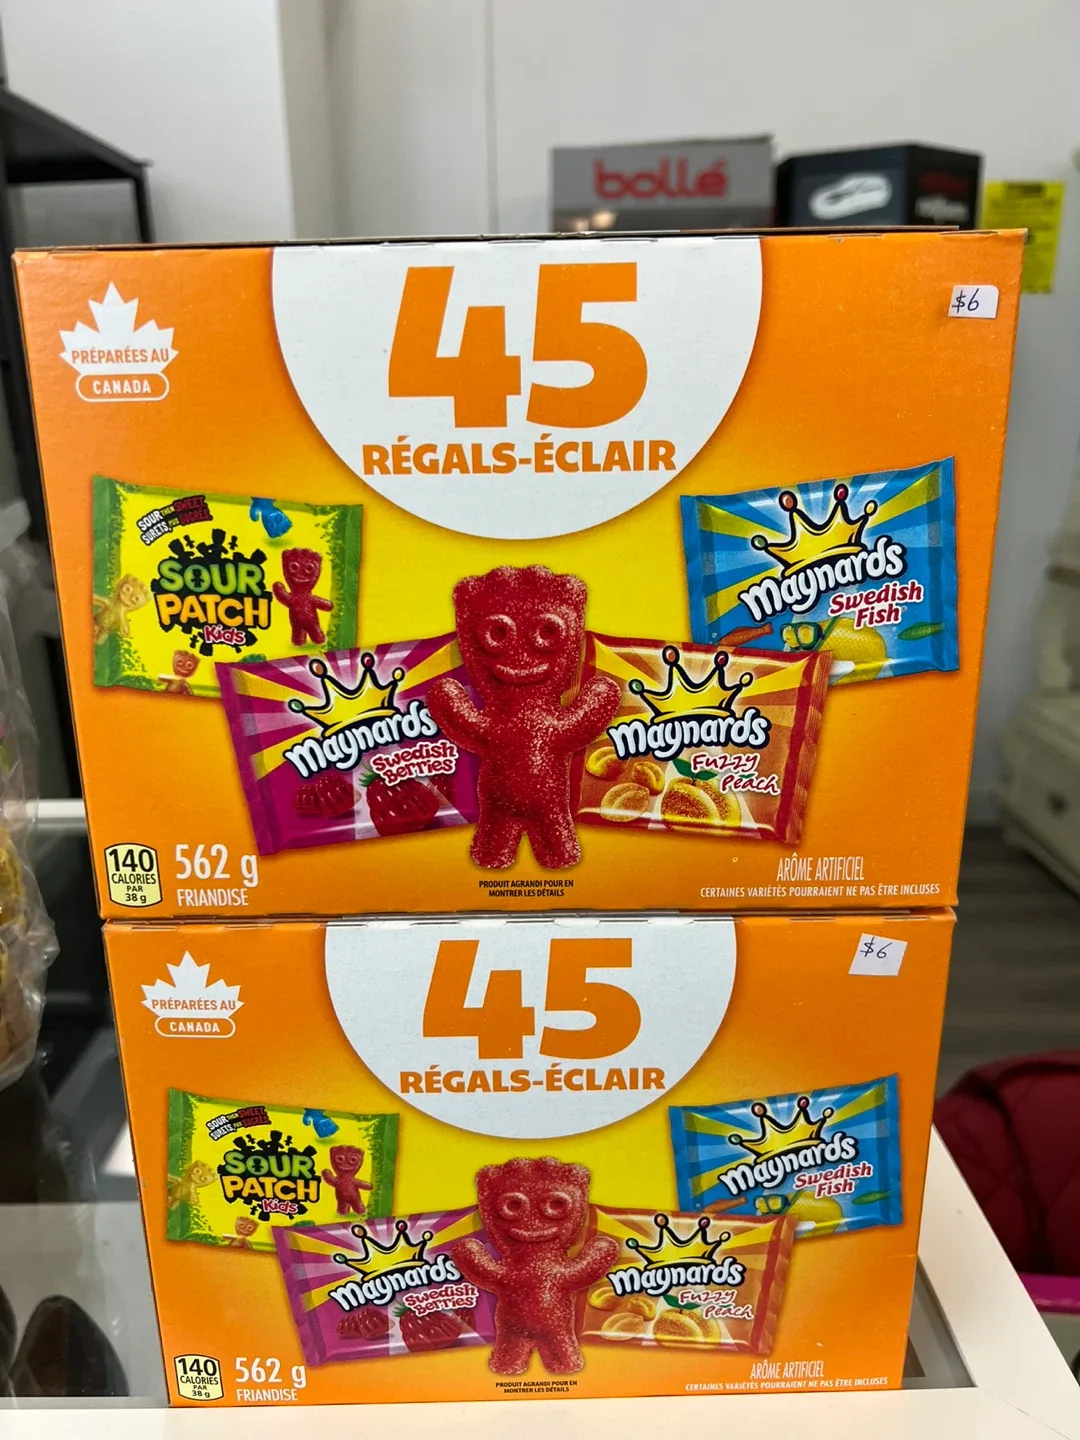 bollé
45
RÉGALS-ÉCLAIR
$6
PRÉPARÉES AU
CANADA
SOUR THEN SWEET
SURETS, PUIS SUCRÉS
SOUR
PATCH
Kids
maynards
Swedish
Fish
maynards
Swedish
Berries
maynards
Fuzzy
Peach
140
CALORIES
PAR
38 g
562 g
FRIANDISE
PRODUIT AGRANDI POUR EN
MONTRER LES DÉTAILS
ARÔME ARTIFICIEL
CERTAINES VARIÉTÉS POURRAIENT NE PAS ÊTRE INCLUSES
45
RÉGALS-ÉCLAIR
$6
PRÉPARÉES AU
CANADA
SOUR THEN SWEET
SURETS, PUIS SUCRÉS
SOUR
PATCH
Kids
maynards
Swedish
Fish
maynards
Swedish
Berries
maynards
Fuzzy
Peach
140
CALORIES
PAR
38 g
562 g
FRIANDISE
PRODUIT AGRANDI POUR EN
MONTRER LES DÉTAILS
ARÔME ARTIFICIEL
CERTAINES VARIÉTÉS POURRAIENT NE PAS ÊTRE INCLUSES